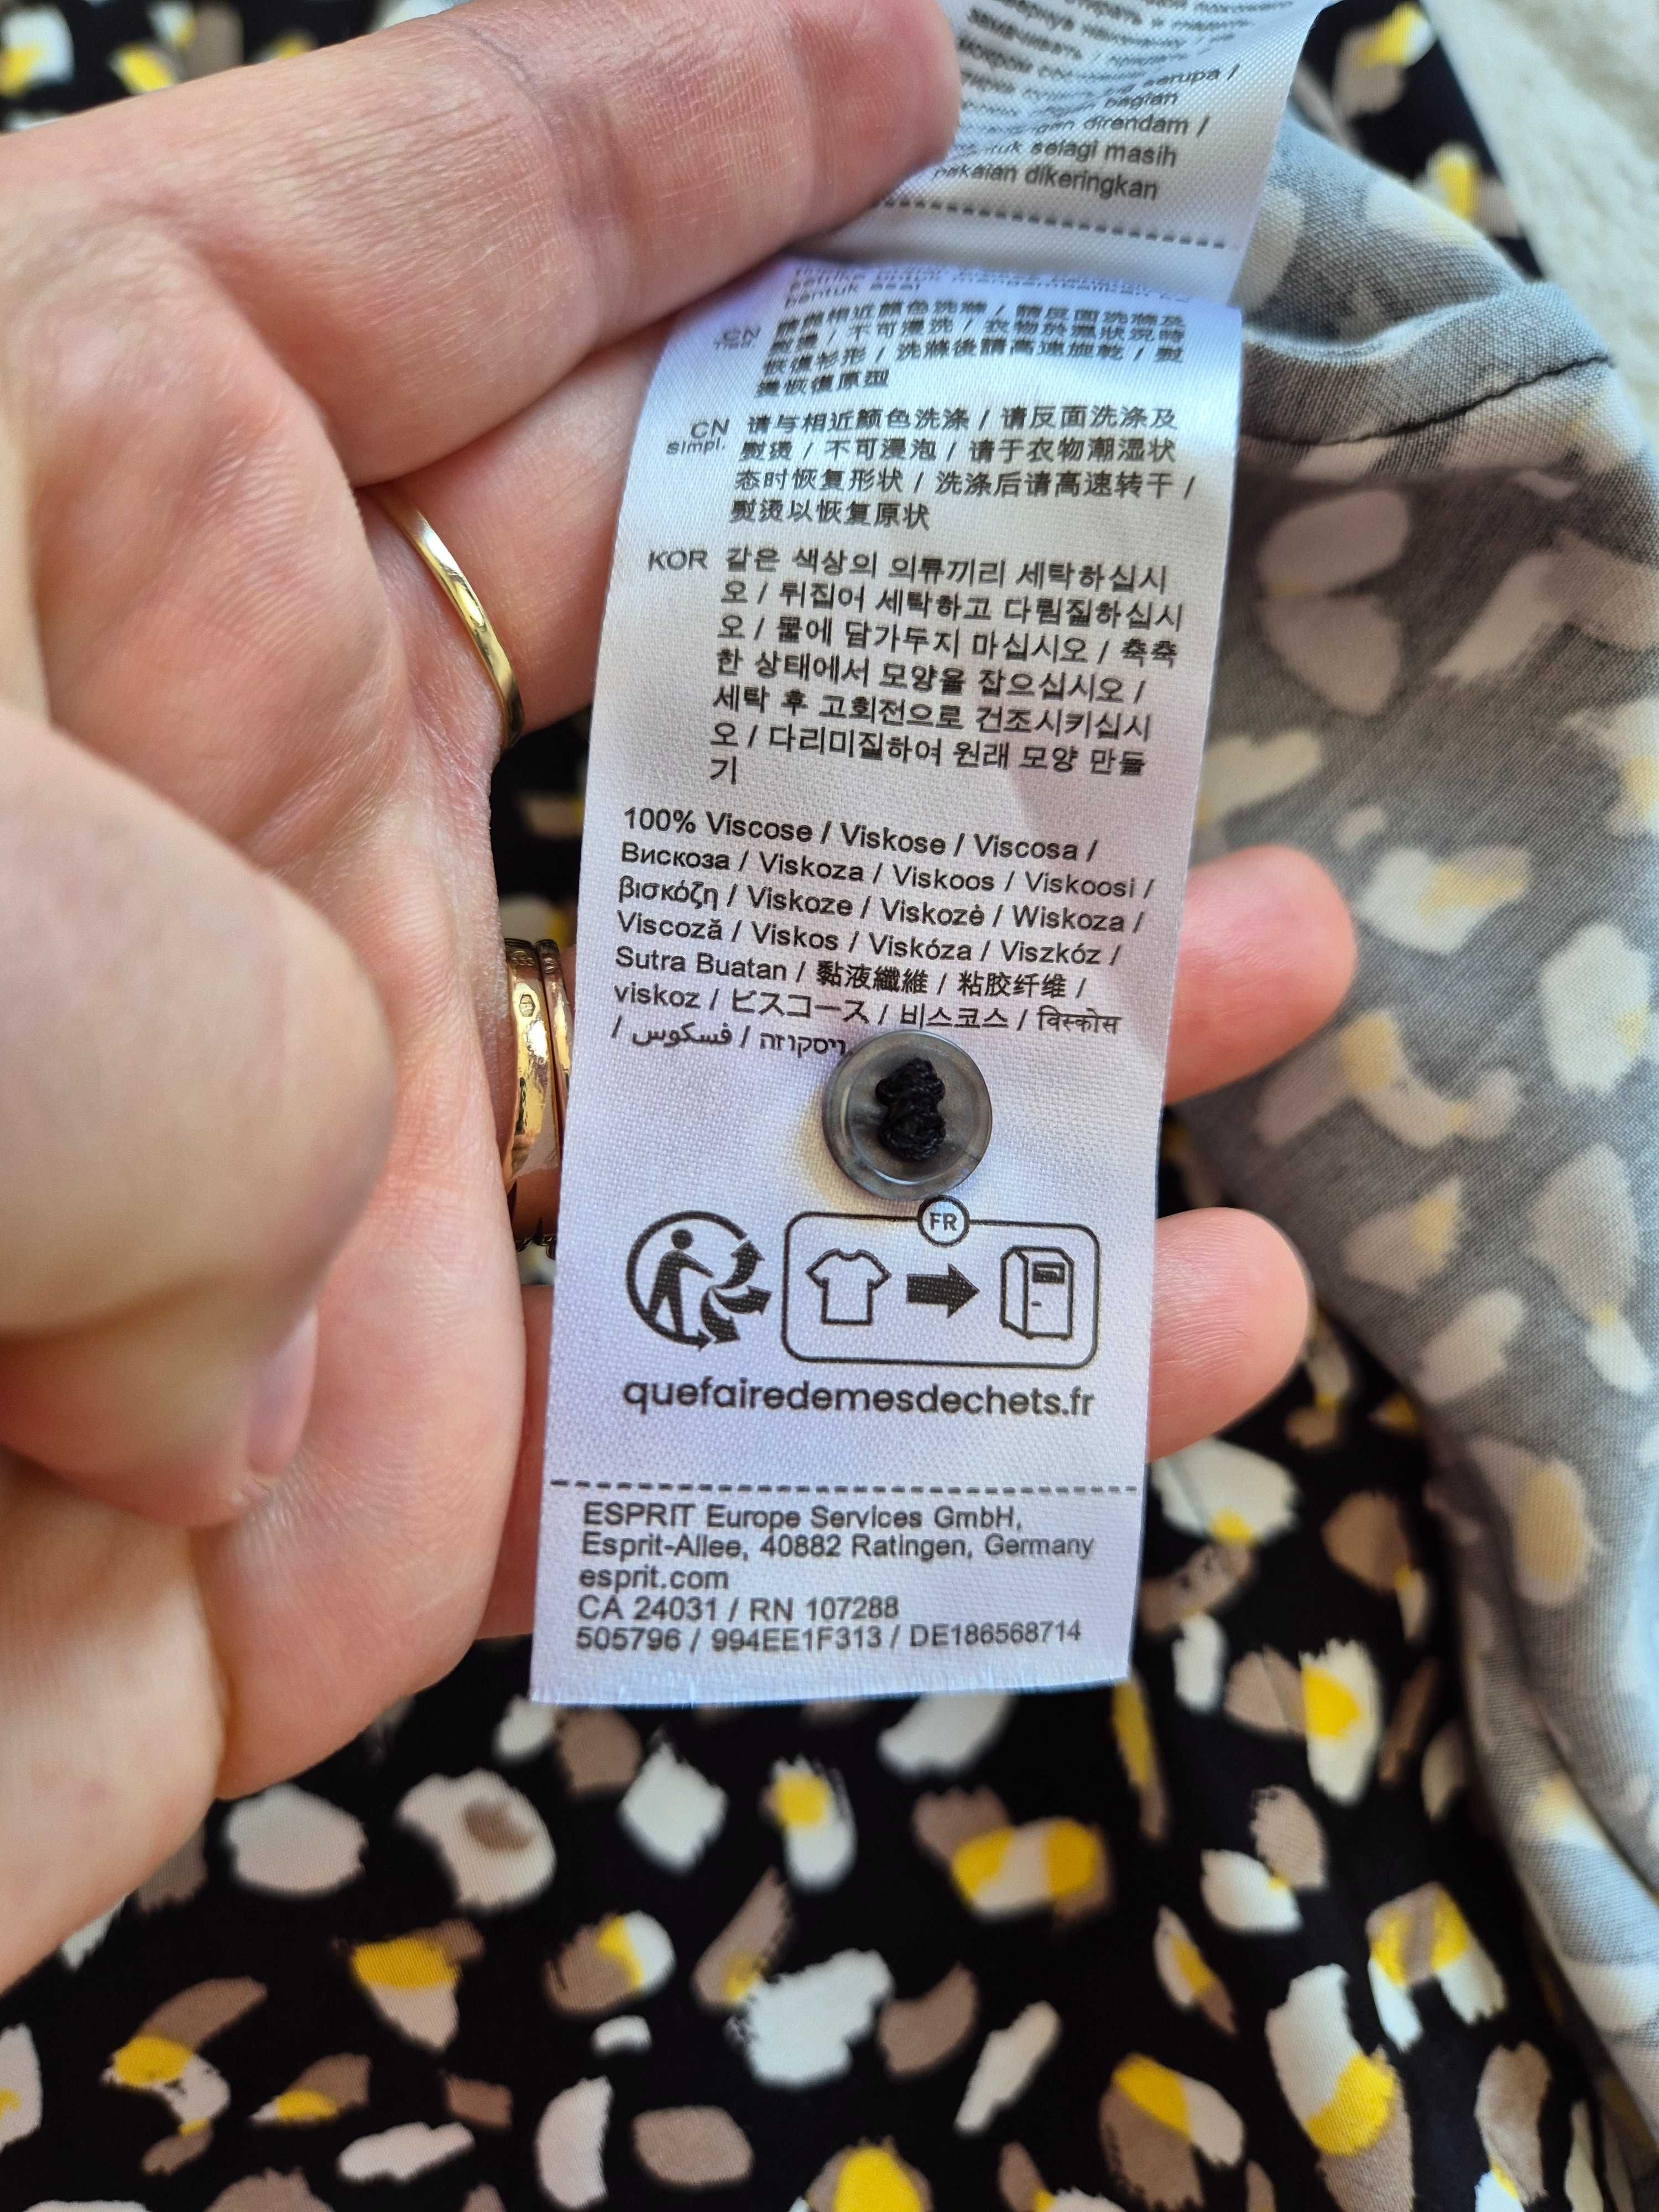 serupa /
bagian
direndam /
selagi masih
pakaian dikeringkan
bentuk asal
CN
Trad.
請與相近顏色洗滌 / 請反面洗滌及
熨燙 / 不可浸洗 / 衣物於濕狀況時
恢復衫形 / 洗滌後請高速旋乾 / 熨
燙恢復原型
CN
Simpl.
请与相近颜色洗涤 / 请反面洗涤及
熨烫 / 不可浸泡 / 请于衣物潮湿状
态时恢复形状 / 洗涤后请高速转干 /
熨烫以恢复原状
KOR 같은 색상의 의류끼리 세탁하십시
오 / 뒤집어 세탁하고 다림질하십시
오 / 물에 담가두지 마십시오 / 축축
한 상태에서 모양을 잡으십시오 /
세탁 후 고회전으로 건조시키십시
오 / 다리미질하여 원래 모양 만들
기
100% Viscose / Viskose / Viscosa /
Вискоза / Viskoza / Viskoos / Viskoosi /
βισκόζη / Viskoze / Viskozė / Wiskoza /
Viscoză / Viskos / Viskóza / Viszkóz /
Sutra Buatan / 黏液纖維 / 粘胶纤维 /
viskoz / ビスコース / 비스코스 / विस्कोस
/ فسكوس / ויסקוזה
FR
quefairedemesdechets.fr
ESPRIT Europe Services GmbH,
Esprit-Allee, 40882 Ratingen, Germany
esprit.com
CA 24031 / RN 107288
505796 / 994EE1F313 / DE186568714